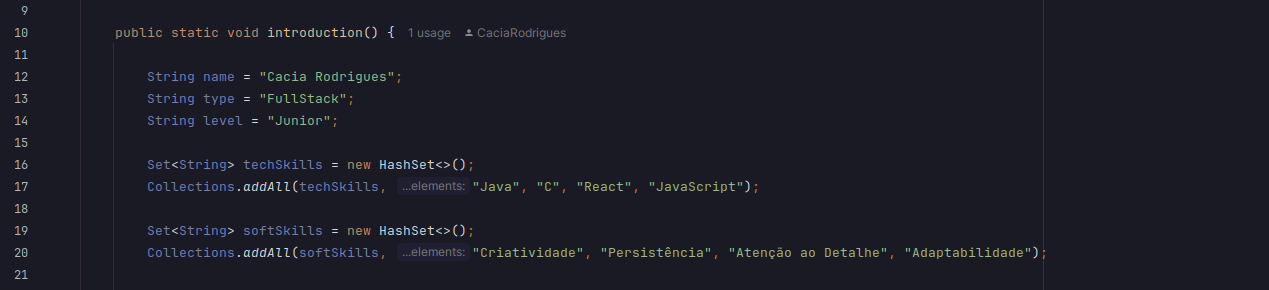 9
10 public static void introduction() { 1 usage CaciaRodrigues
11
12 String name = "Cacia Rodrigues";
13 String type = "FullStack";
14 String level = "Junior";
15
16 Set<String> techSkills = new HashSet<>();
17 Collections.addAll(techSkills, ...elements: "Java", "C", "React", "JavaScript");
18
19 Set<String> softSkills = new HashSet<>();
20 Collections.addAll(softSkills, ...elements: "Criatividade", "Persistência", "Atenção ao Detalhe", "Adaptabilidade");
21